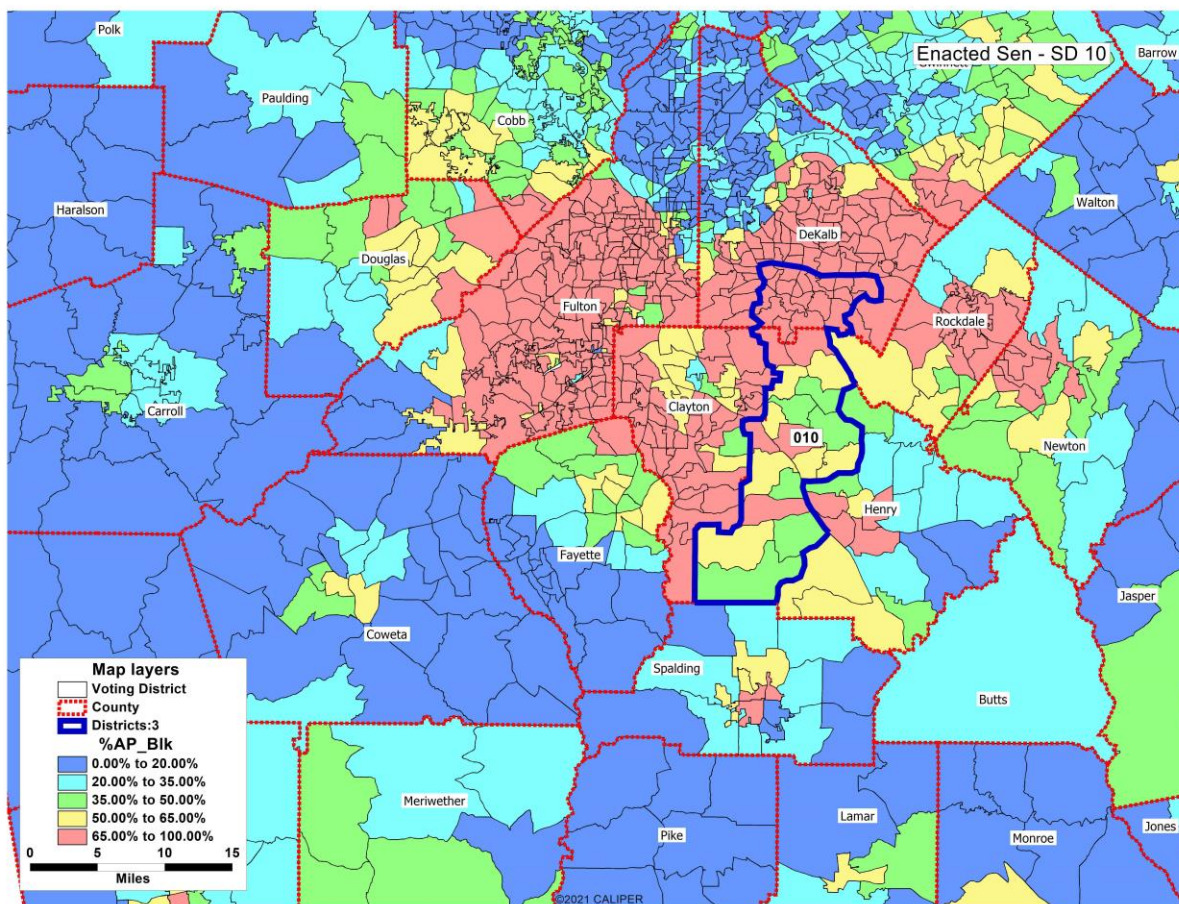 Polk
Enacted Sen - SD 10
Barrow
Paulding
Cobb
Haralson
Walton
DeKalb
Douglas
Fulton
Rockdale
Carroll
Clayton
010
Newton
Henry
Fayette
Jasper
Coweta
Spalding
Butts
Map layers
Voting District
County
Districts:3
%AP_Blk
0.00% to 20.00%
20.00% to 35.00%
35.00% to 50.00%
50.00% to 65.00%
65.00% to 100.00%
0 5 10 15
Miles
Meriwether
Pike
Lamar
Monroe
Jones
©2021 CALIPER